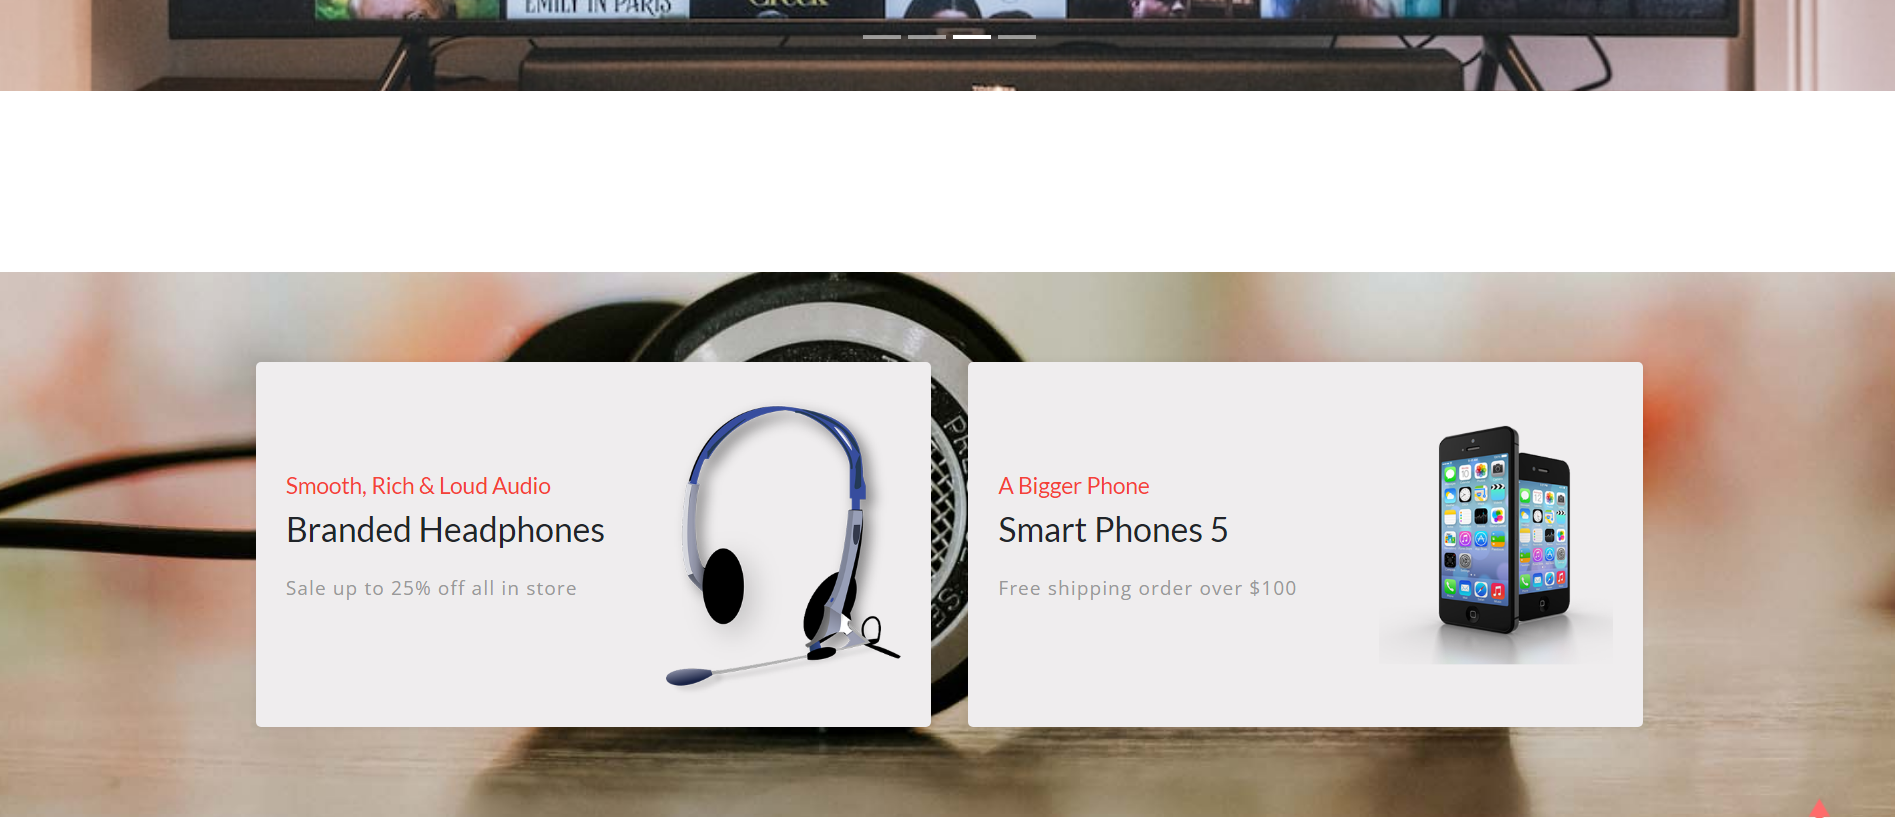 EMILY IN PARIS
Smooth, Rich & Loud Audio
Branded Headphones
Sale up to 25% off all in store
A Bigger Phone
Smart Phones 5
Free shipping order over $100